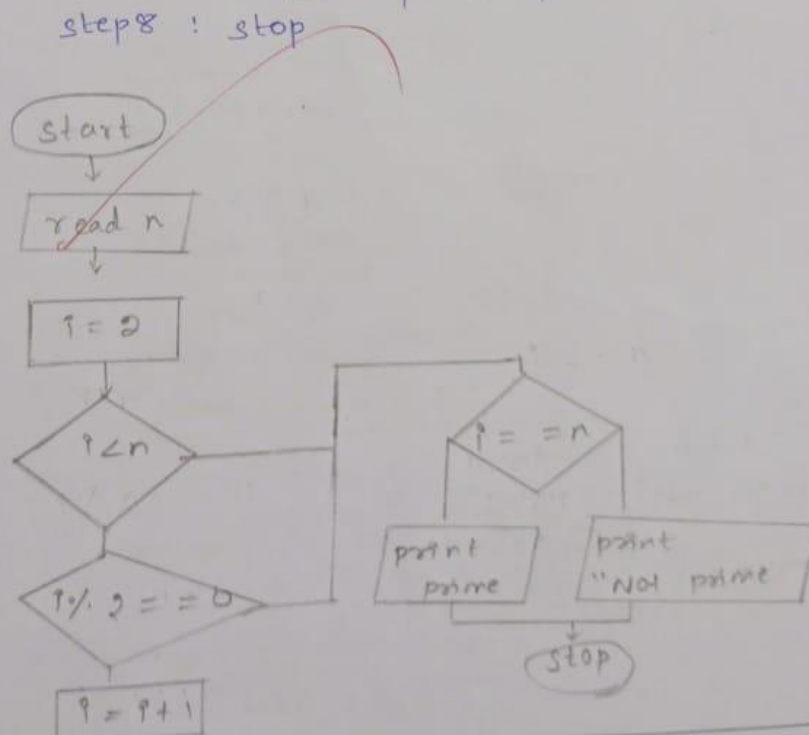 step8 : stop
start
read n
i = 2
i<n
i == n
i% 2 == 0
print
prime
print
"Not prime
stop
i = i+1